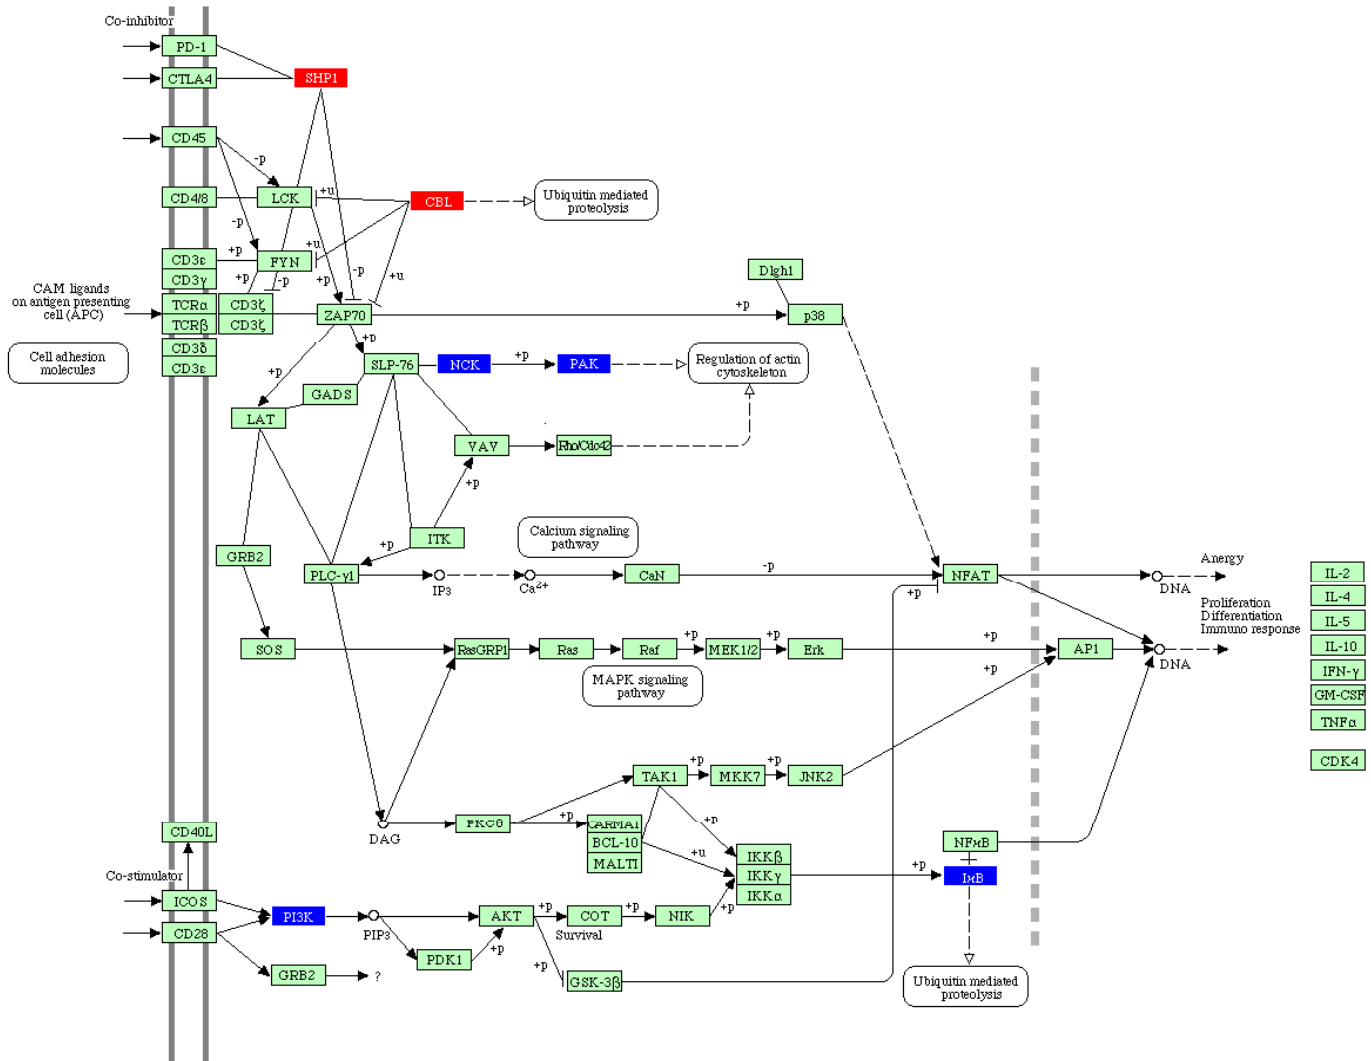 Co-inhibitor
PD-1
CTLA4
SHP1
CD45
-p
CD4/8
LCK
+u
CBL
Ubiquitin mediated
proteolysis
-p
+u
CD3ε
+p
FYN
CD3γ
+p
-p
+p
-p
+u
Dlgh1
CAM ligands
on antigen presenting
cell (APC)
TCRα
CD3ζ
ZAP70
+p
p38
TCRβ
CD3ζ
Cell adhesion
molecules
CD3δ
CD3ε
+p
+p
SLP-76
NCK
+p
PAK
Regulation of actin
cytoskeleton
GADS
LAT
VAV
Rho/Cdc42
+p
ITK
+p
Calcium signaling
pathway
GRB2
PLC-γ1
IP3
Ca2+
CaN
-p
NFAT
+p
DNA
Anergy
Proliferation
Differentiation
Immuno response
IL-2
IL-4
IL-5
IL-10
IFN-γ
GM-CSF
TNFα
CDK4
SOS
RasGRP1
Ras
Raf
+p
MEK1/2
+p
Erk
+p
AP1
DNA
+p
MAPK signaling
pathway
TAK1
+p
MKK7
+p
JNK2
DAG
PKCθ
+p
CARMA1
BCL-10
MALT1
+p
+u
IKKβ
IKKγ
IKKα
+p
NFκB
IκB
CD40L
Co-stimulator
ICOS
CD28
PI3K
PIP3
AKT
+p
COT
+p
NIK
+p
Survival
PDK1
+p
+p
GSK-3β
GRB2
?
Ubiquitin mediated
proteolysis